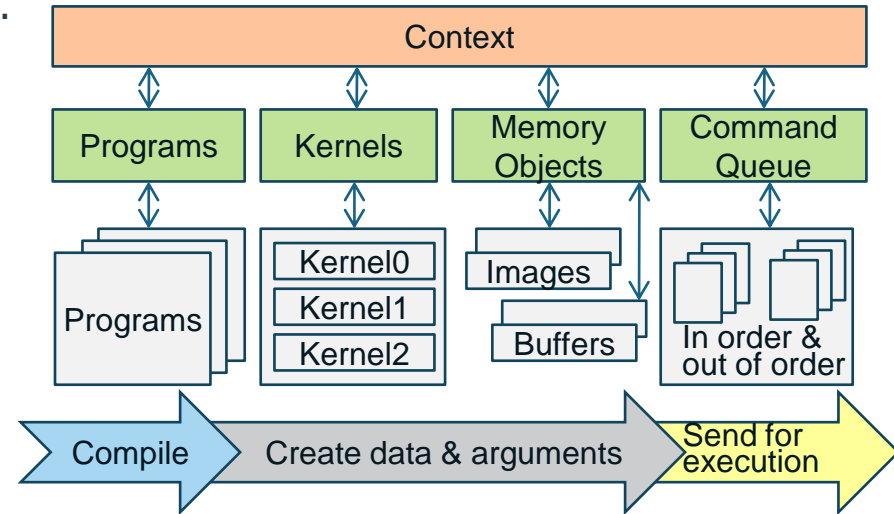 .
Context
Programs
Kernels
Memory
Objects
Command
Queue
Programs
Kernel0
Kernel1
Kernel2
Images
Buffers
In order &
out of order
Compile
Create data & arguments
Send for
execution